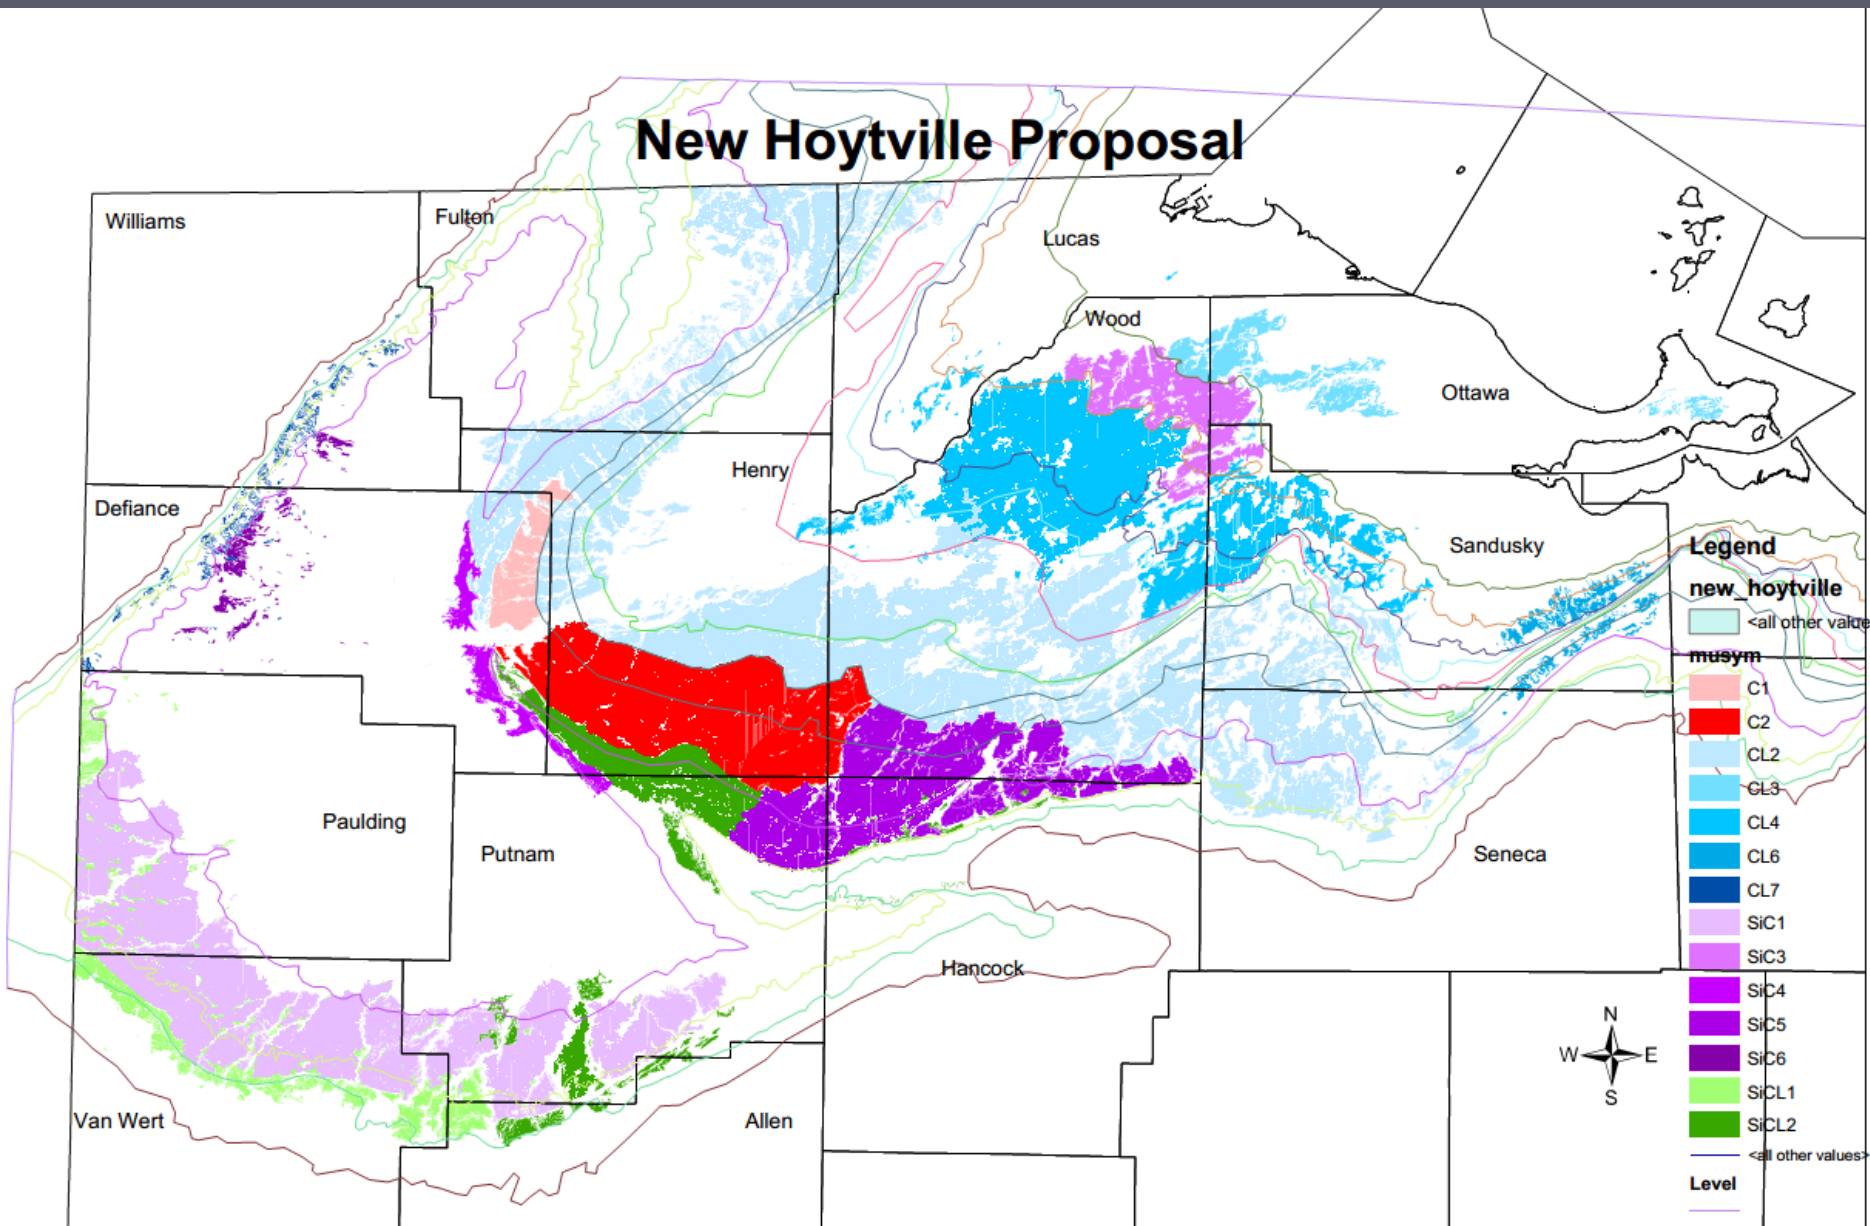 New Hoytville Proposal
Williams
Fulton
Lucas
Wood
Ottawa
Henry
Defiance
Sandusky
Paulding
Putnam
Seneca
Hancock
Van Wert
Allen
Legend
new_hoytville
<all other value
musym
C1
C2
CL2
CL3
CL4
CL6
CL7
SiC1
SiC3
SiC4
SiC5
SiC6
SiCL1
SiCL2
<all other values>
Level
N
W E
S